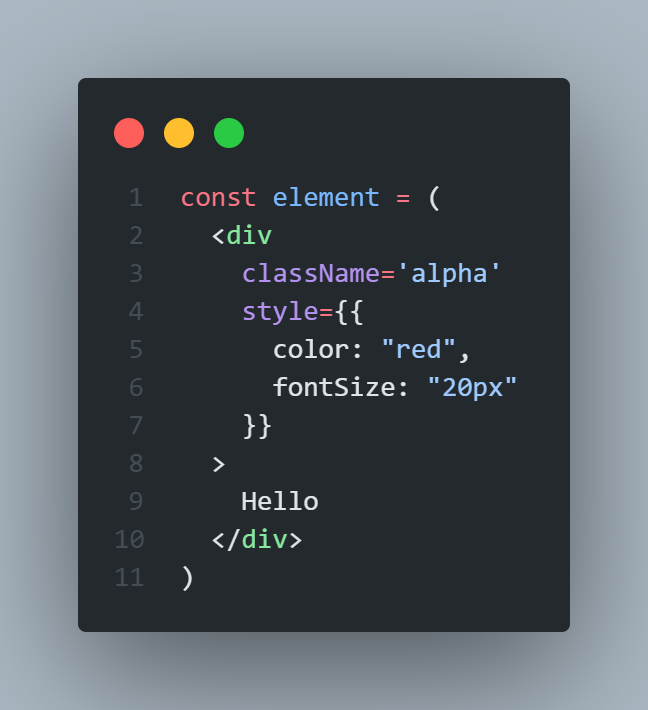 1 const element = (
2   <div
3     className='alpha'
4     style={{
5       color: "red",
6       fontSize: "20px"
7     }}
8   >
9     Hello
10   </div>
11 )